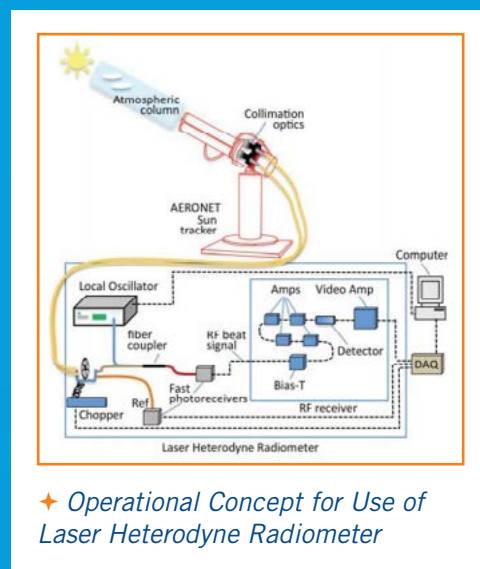 Atmospheric
column
Collimation
optics
AERONET
Sun
tracker
Computer
Local Oscillator
Amps
Video Amp
fiber
coupler
RF beat
signal
Detector
DAQ
Bias-T
Fast
photoreceivers
Ref
Chopper
RF receiver
Laser Heterodyne Radiometer
Operational Concept for Use of
Laser Heterodyne Radiometer